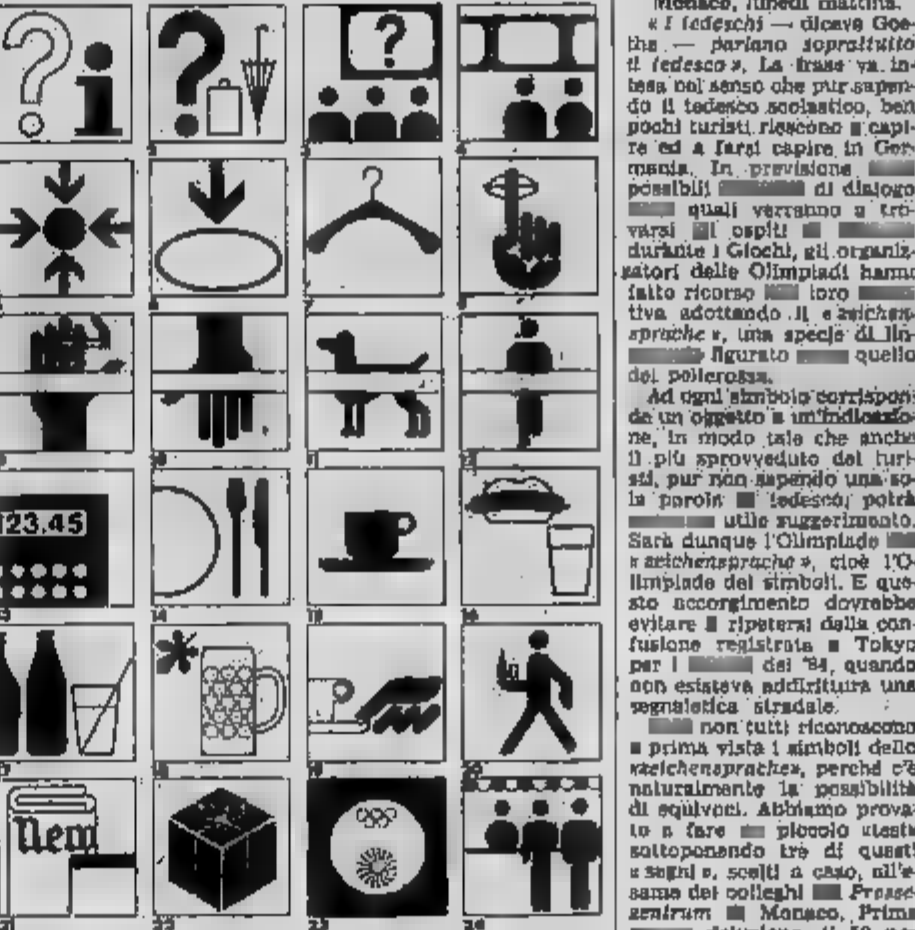 123.45
14
15
16
20
22
23
24
Monaco, lunedì mattina.
« I tedeschi — diceva Goe-
the — parlano soprattutto
il tedesco ». La frase va in-
tesa nel senso che pur sapen-
do il tedesco scolastico, ben
pochi turisti riescono a capi-
re ed a farsi capire in Ger-
mania. In previsione
possibili di dialogo
quali verranno a tro-
varsi ospiti
durante i Giochi, gli organiz-
zatori delle Olimpiadi hanno
fatto ricorso loro
tiva adottando il « zeichen-
sprache », una specie di lin-
figurato quello
dei pellerossa.
Ad ogni simbolo corrispon-
de un oggetto o un'indicazio-
ne, in modo tale che anche
il più sprovveduto dei turi-
sti, pur non sapendo una so-
la parola tedesco, potrà
utile suggerimento.
Sarà dunque l'Olimpiade
« zeichensprache », cioè l'O-
limpiade dei simboli. E que-
sto accorgimento dovrebbe
evitare il ripetersi della con-
fusione registrata a Tokyo
per i del '64, quando
non esisteva addirittura una
segnaletica stradale.
non tutti riconoscono
a prima vista i simboli dello
«zeichensprache», perché c'è
naturalmente la possibilità
di equivoci. Abbiamo prova-
to a fare piccolo «test»
sottoponendo tre di questi
« segni », scelti a caso, all'e-
same dei colleghi Presse-
zentrum Monaco. Prima